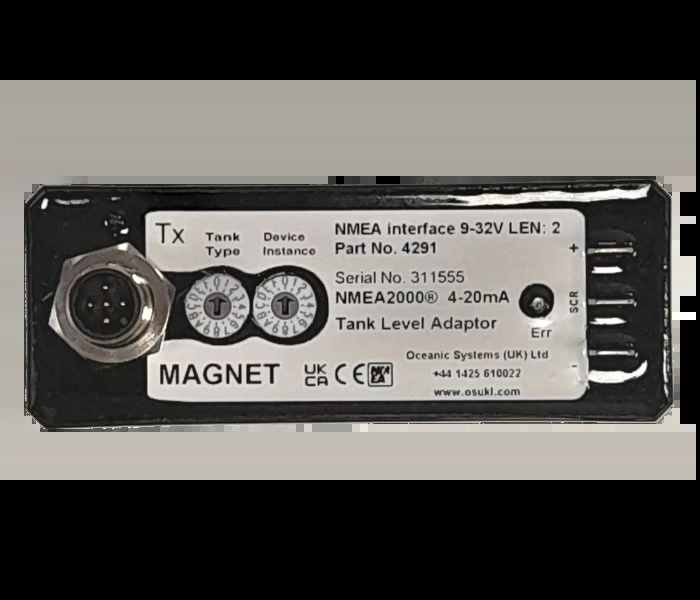 Tx
Tank Type
Device Instance
NMEA interface 9-32V LEN: 2
Part No. 4291
Serial No. 311555
NMEA2000® 4-20mA
Tank Level Adaptor
+
SCR
-
Err
MAGNET
UK CA CE
Oceanic Systems (UK) Ltd
+44 1425 610022
www.osukl.com